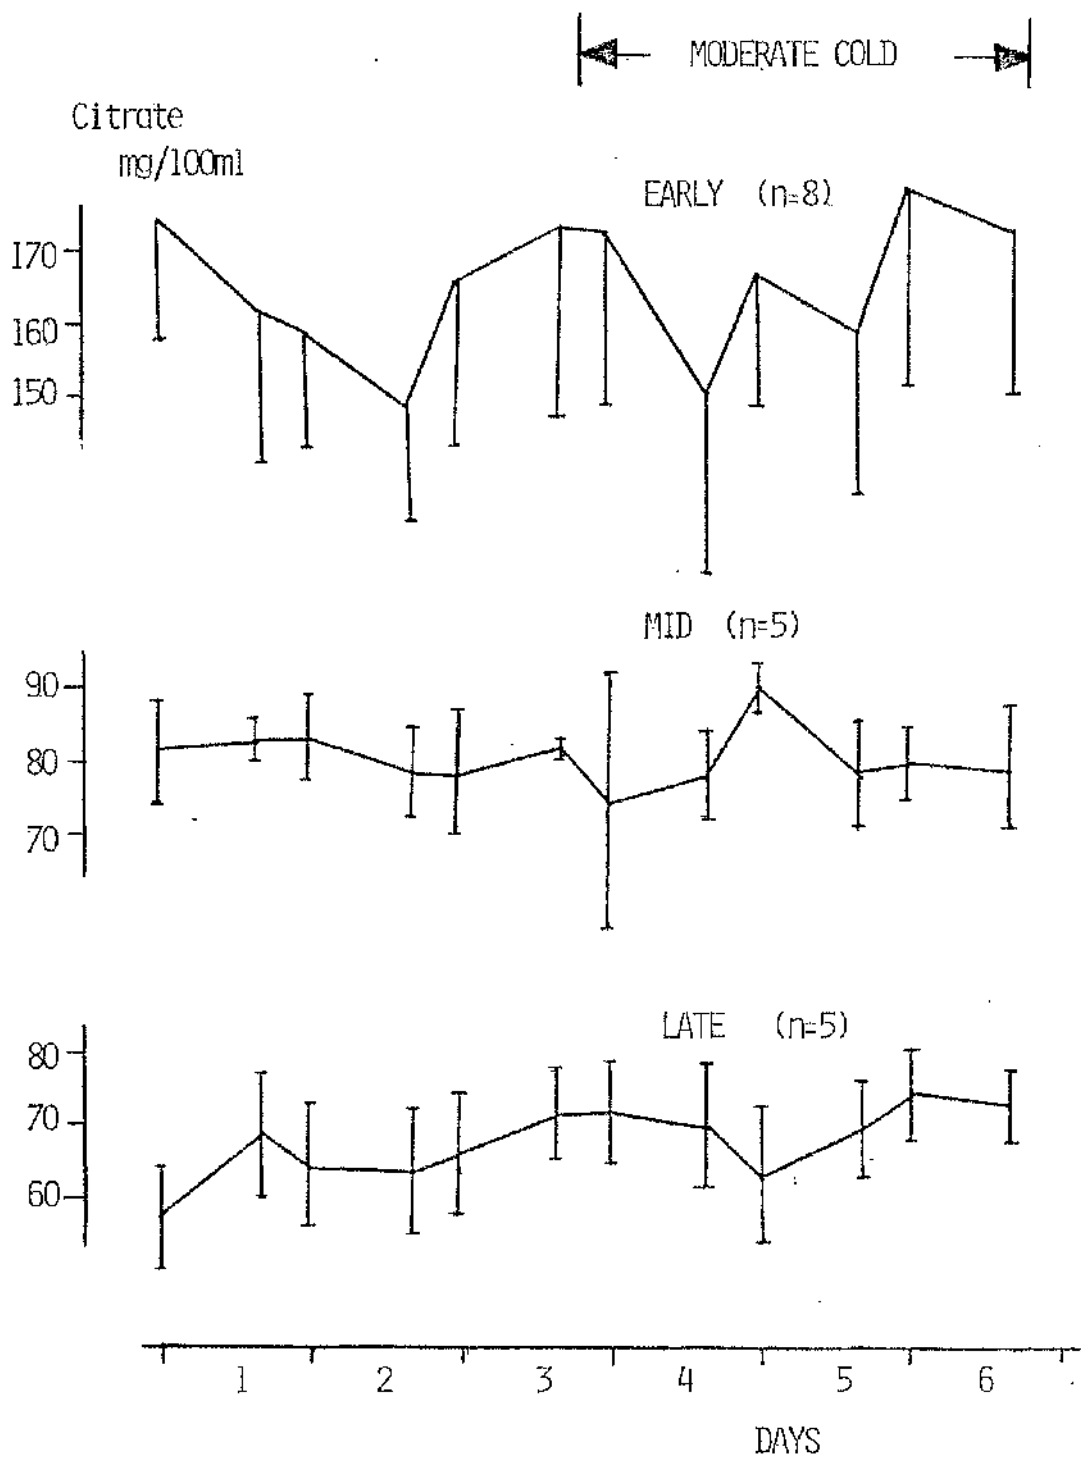 MODERATE COLD
Citrate
mg/100ml
EARLY (n=8)
170
160
150
MID (n=5)
90
80
70
LATE (n=5)
80
70
60
1 2 3 4 5 6
DAYS